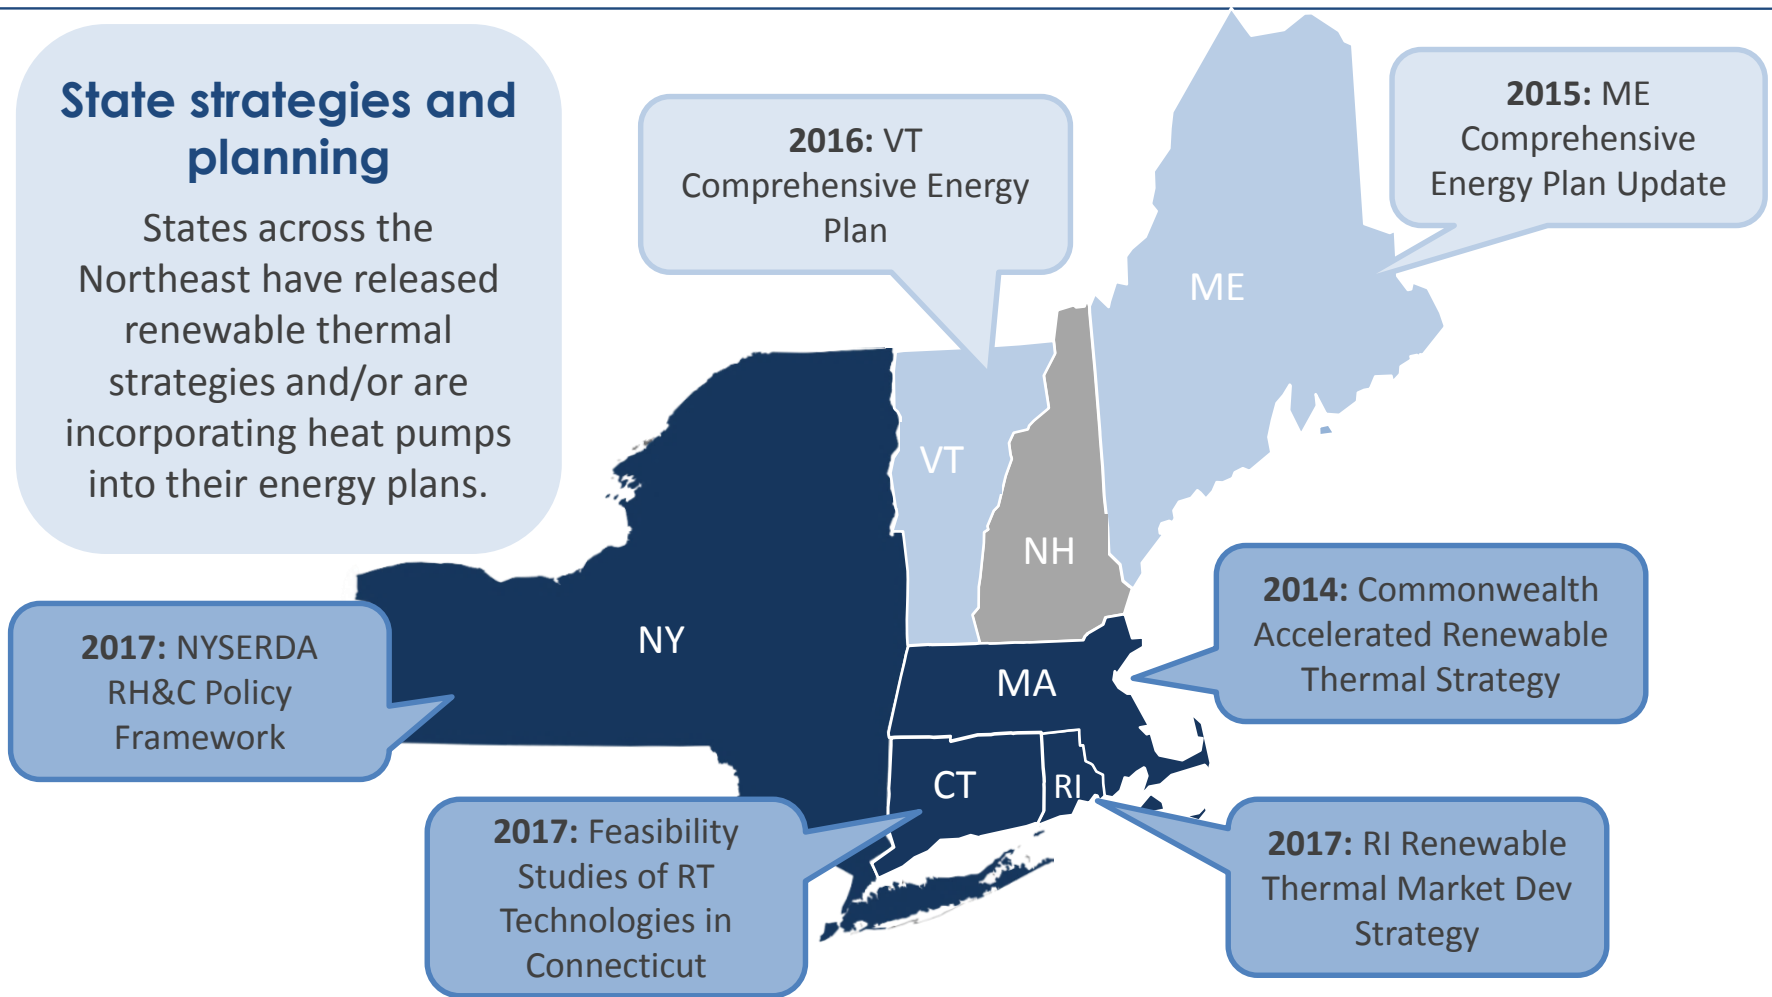 State strategies and
planning
States across the
Northeast have released
renewable thermal
strategies and/or are
incorporating heat pumps
into their energy plans.
2016: VT
Comprehensive Energy
Plan
2015: ME
Comprehensive
Energy Plan Update
ME
VT
NH
NY
MA
CT
RI
2014: Commonwealth
Accelerated Renewable
Thermal Strategy
2017: NYSERDA
RH&C Policy
Framework
2017: Feasibility
Studies of RT
Technologies in
Connecticut
2017: RI Renewable
Thermal Market Dev
Strategy